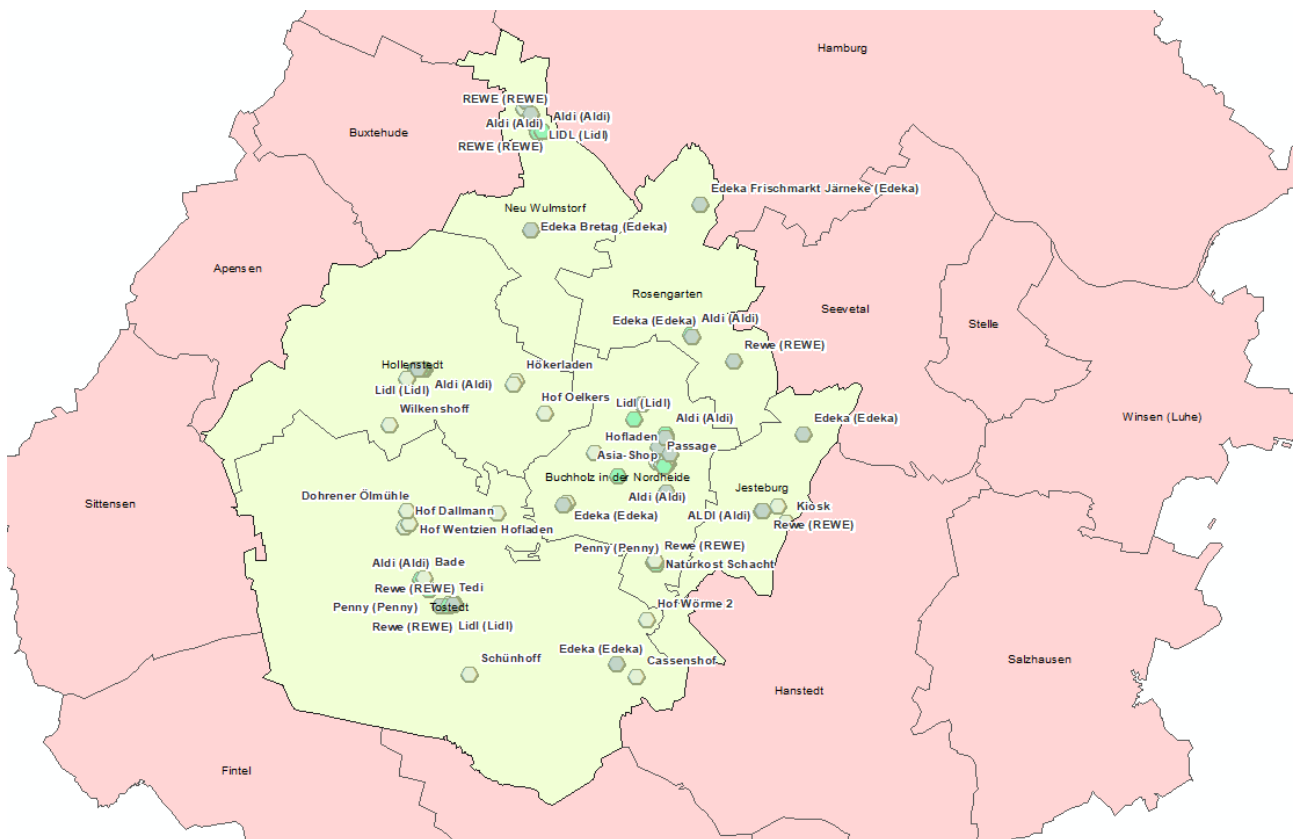 Hamburg
REWE (REWE)
Aldi (Aldi)
Aldi (Aldi)
LIDL (Lidl)
Buxtehude
REWE (REWE)
Edeka Frischmarkt Järneke (Edeka)
Neu Wulmstorf
Edeka Bretag (Edeka)
Apensen
Rosengarten
Seevetal
Edeka (Edeka)
Aldi (Aldi)
Stelle
Rewe (REWE)
Hollenstedt
Hökerladen
Lidl (Lidl)
Aldi (Aldi)
Hof Oelkers
Lidl (Lidl)
Wilkenshoff
Aldi (Aldi)
Edeka (Edeka)
Winsen (Luhe)
Hofladen
Passage
Asia-Shop
Buchholz in der Nordheide
Jesteburg
Sittensen
Dohrener Ölmühle
Aldi (Aldi)
Hof Dallmann
Edeka (Edeka)
ALDI (Aldi)
Kiosk
Hof Wentzien Hofladen
Rewe (REWE)
Penny (Penny)
Rewe (REWE)
Aldi (Aldi)
Bade
Naturkost Schacht
Rewe (REWE)
Tedi
Penny (Penny)
Tostedt
Hof Wörme 2
Rewe (REWE)
Lidl (Lidl)
Edeka (Edeka)
Schünhoff
Cassenshof
Salzhausen
Hanstedt
Fintel